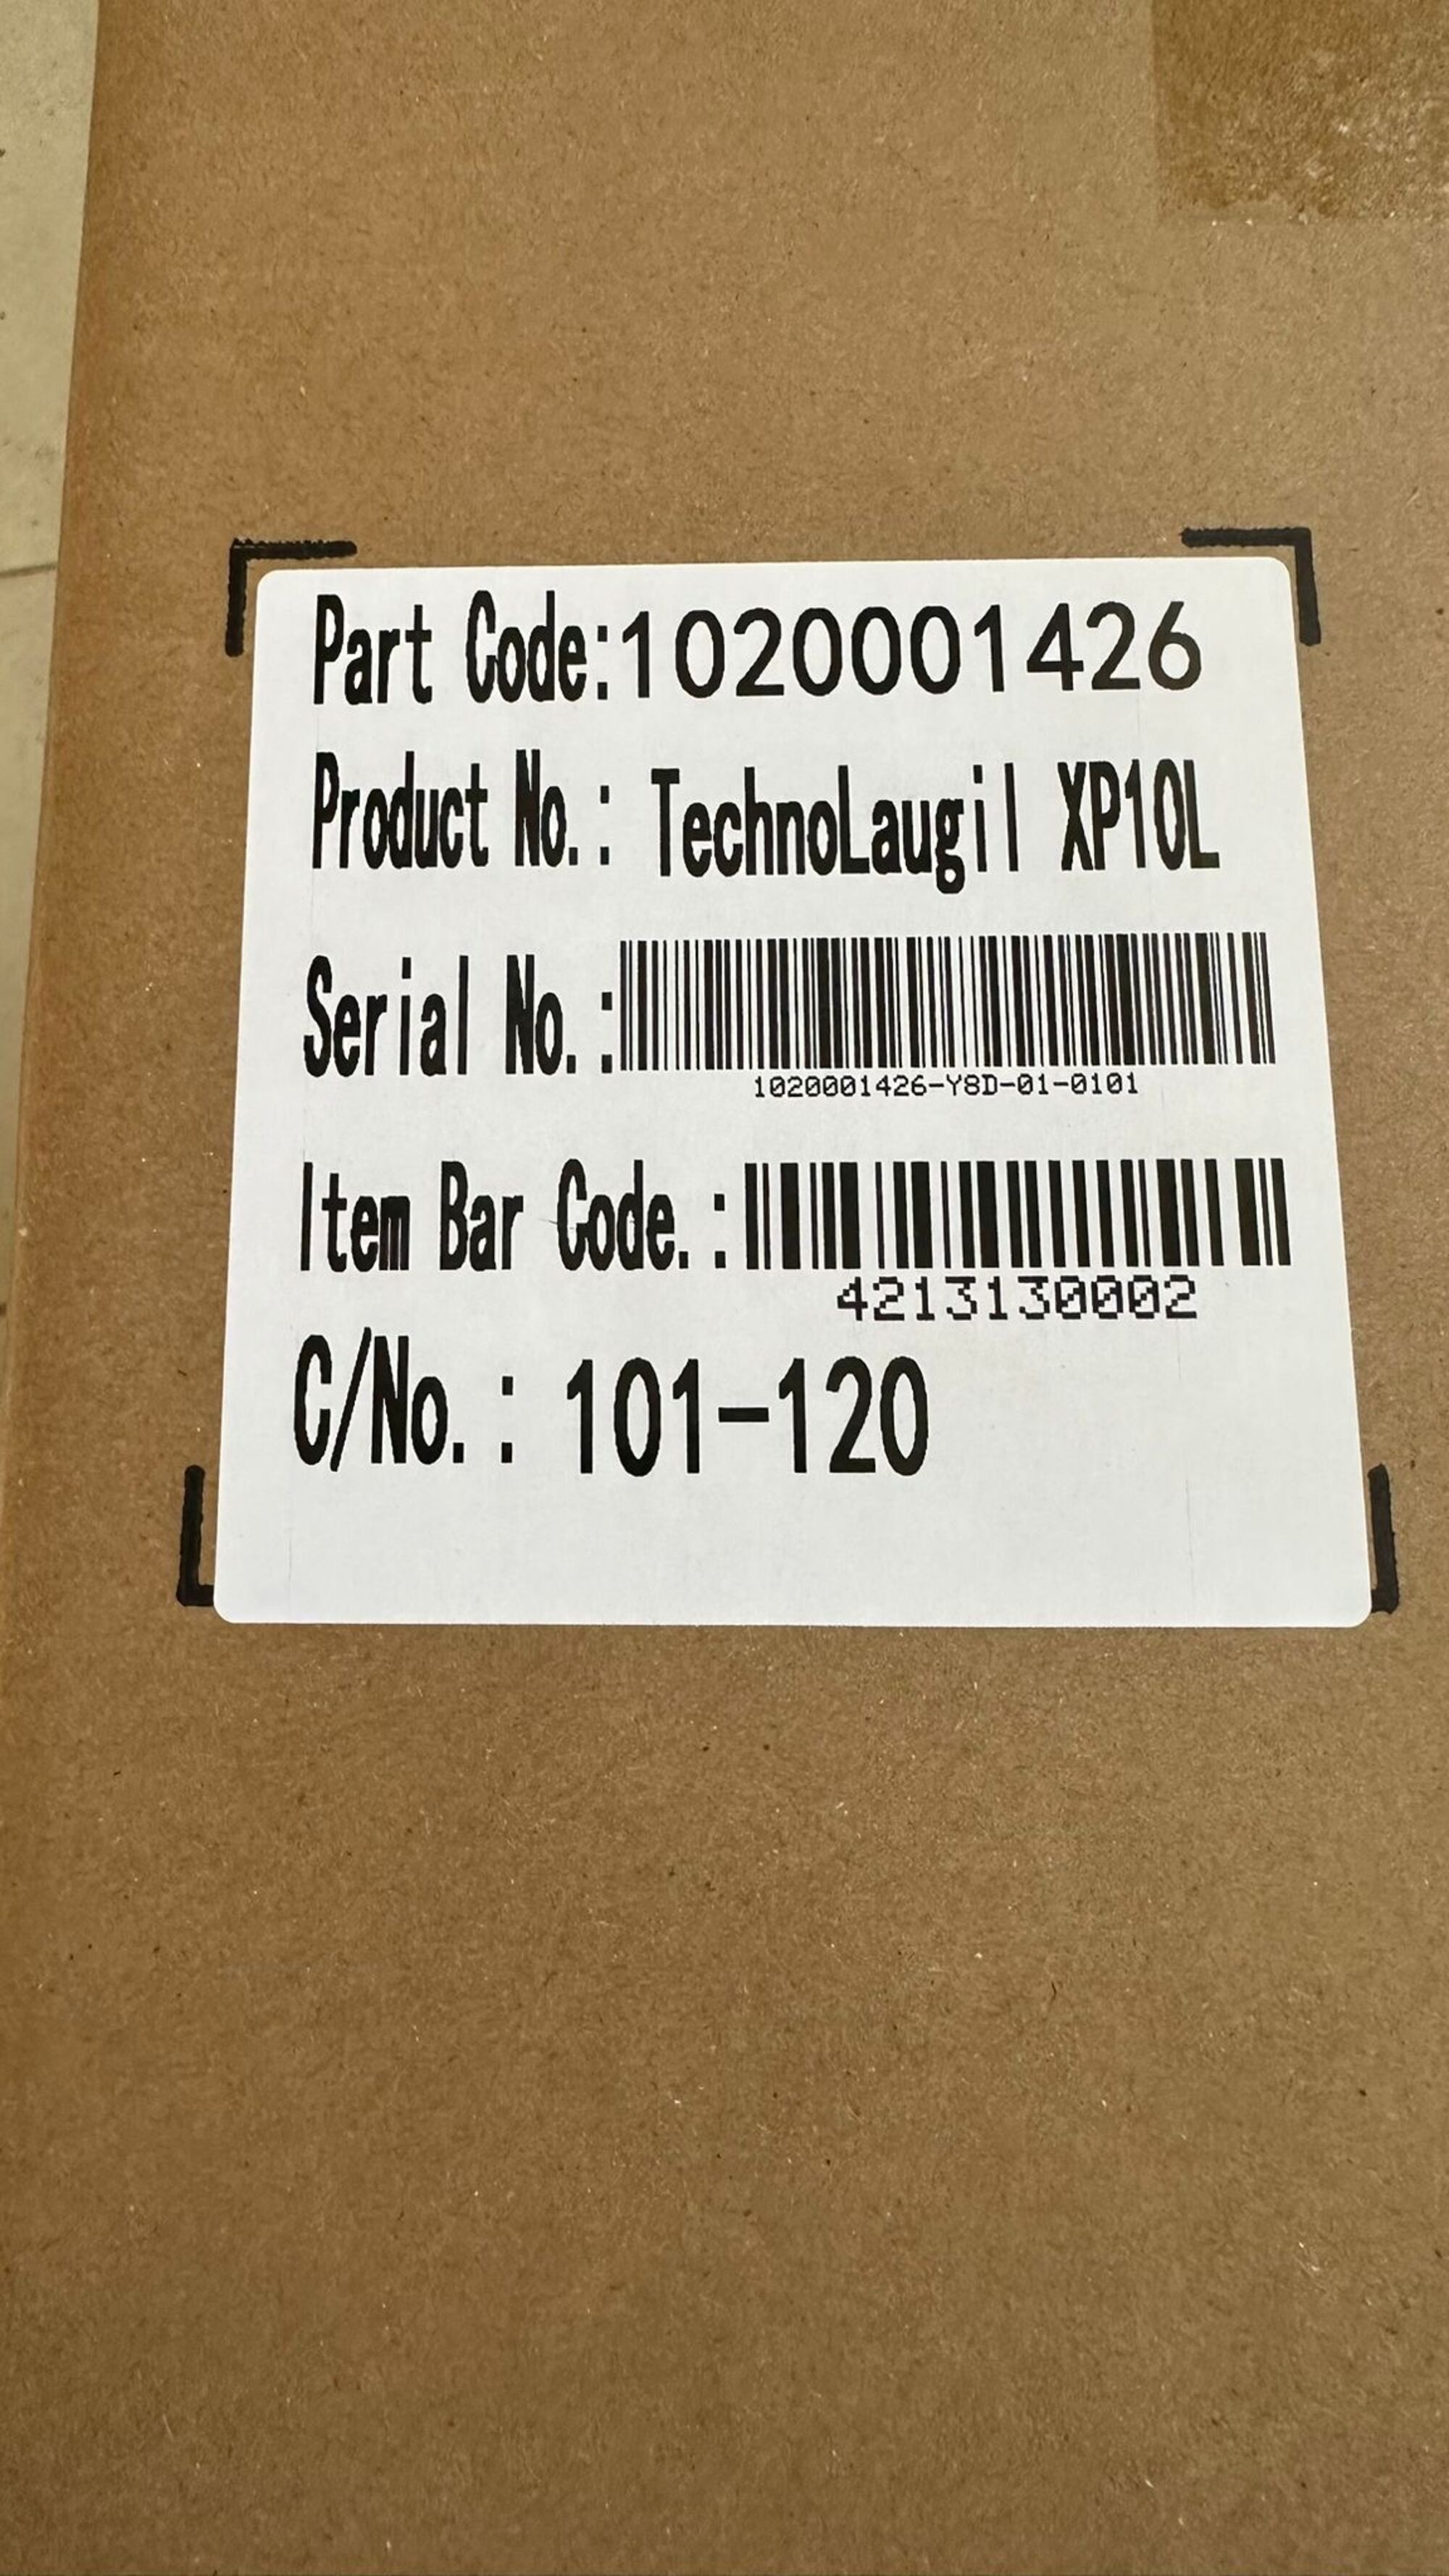 Part Code:1020001426
Product No.: TechnoLaugil XP10L
Serial No.:
1020001426-Y8D-01-0101
Item Bar Code.:
4213130002
C/No.: 101-120